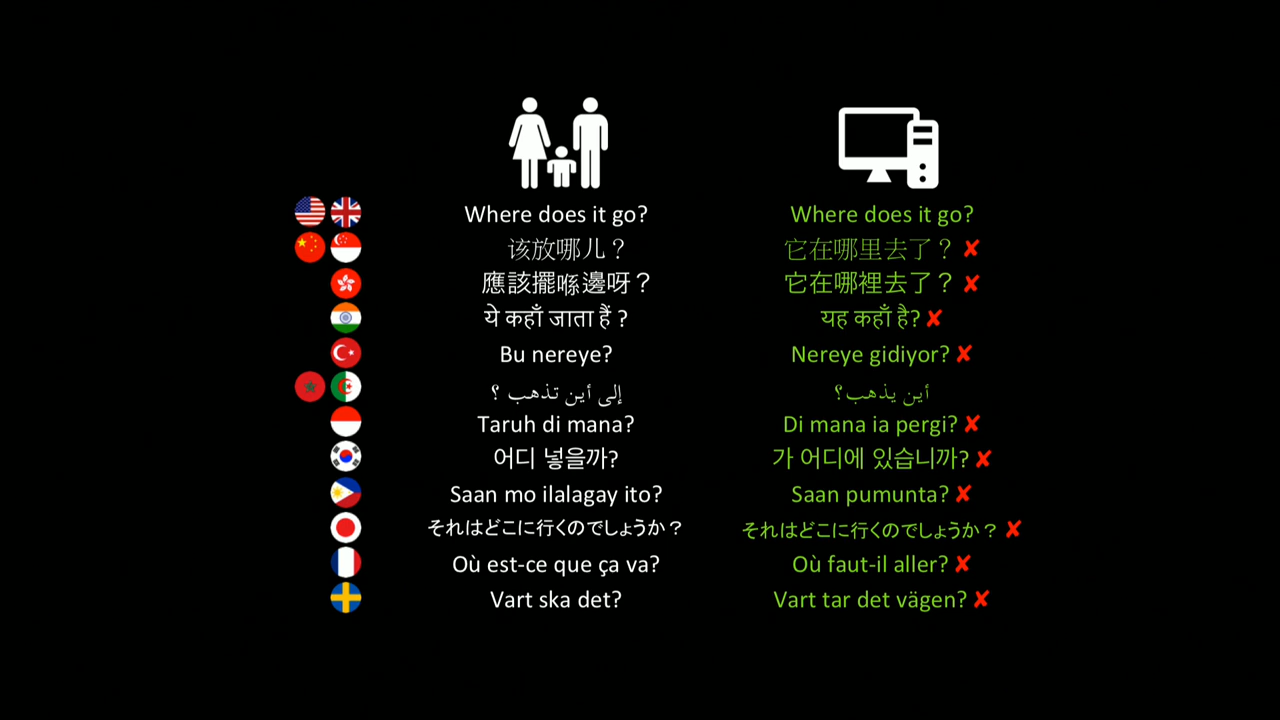 Where does it go? Where does it go?
该放哪儿？ 它在哪里去了？ ✘
應該擺喺邊呀？ 它在哪裡去了？ ✘
ये कहाँ जाता हैं ? यह कहाँ है? ✘
Bu nereye? Nereye gidiyor? ✘
إلى أين تذهب ؟ أين يذهب؟
Taruh di mana? Di mana ia pergi? ✘
어디 넣을까? 가 어디에 있습니까? ✘
Saan mo ilalagay ito? Saan pumunta? ✘
それはどこに行くのでしょうか？ それはどこに行くのでしょうか？ ✘
Où est-ce que ça va? Où faut-il aller? ✘
Vart ska det? Vart tar det vägen? ✘